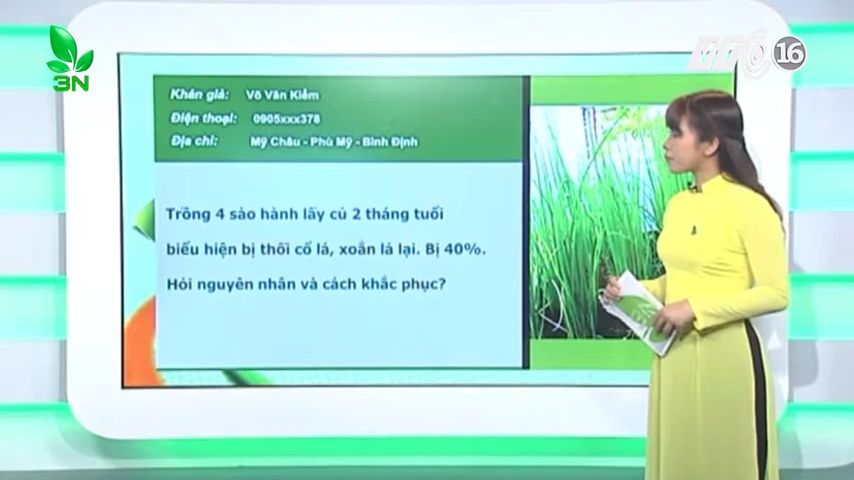 3N
VTC
16
Khán giả: Võ Văn Kiểm
Điện thoại: 0905xxx378
Địa chỉ: Mỹ Châu - Phù Mỹ - Bình Định
Trồng 4 sào hành lấy củ 2 tháng tuổi
biểu hiện bị thối cổ lá, xoắn lá lại. Bị 40%.
Hỏi nguyên nhân và cách khắc phục?